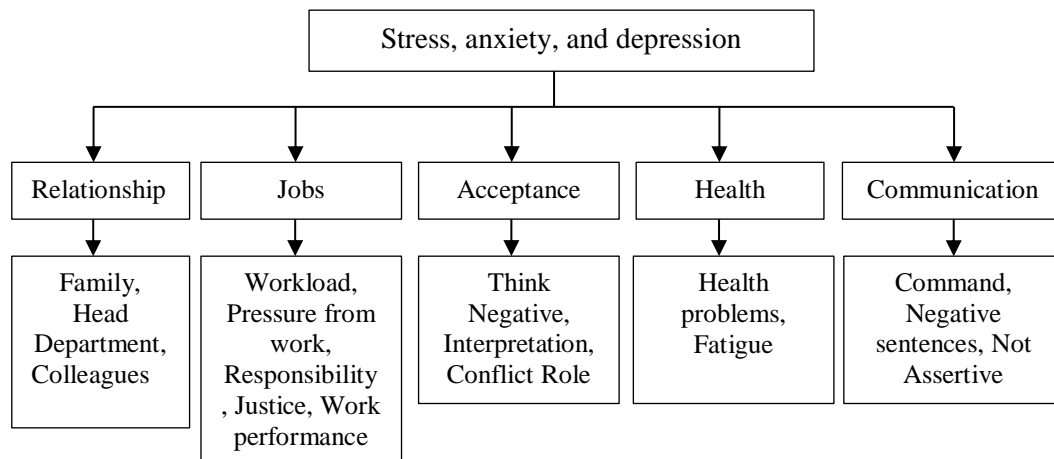 Stress, anxiety, and depression
Relationship
Jobs
Acceptance
Health
Communication
Family,
Head
Department,
Colleagues
Workload,
Pressure from
work,
Responsibility
, Justice, Work
performance
Think
Negative,
Interpretation,
Conflict Role
Health
problems,
Fatigue
Command,
Negative
sentences, Not
Assertive